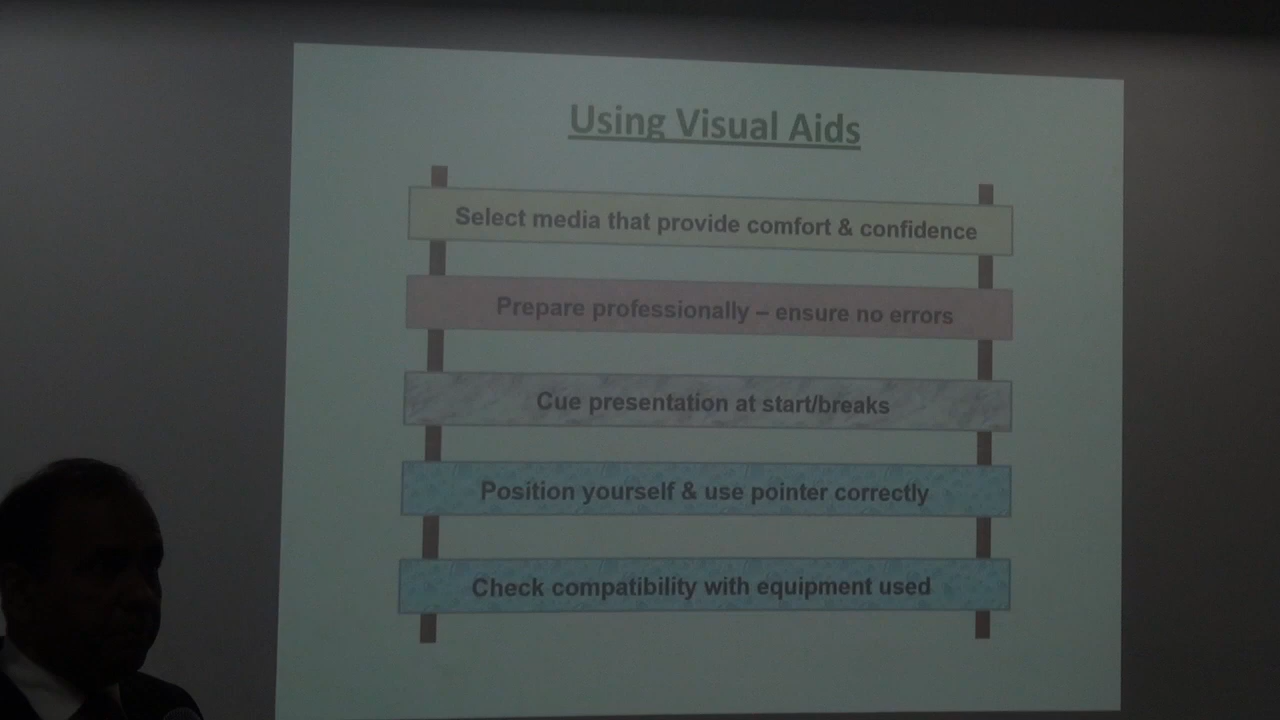 Using Visual Aids
Select media that provide comfort & confidence
Prepare professionally – ensure no errors
Cue presentation at start/breaks
Position yourself & use pointer correctly
Check compatibility with equipment used